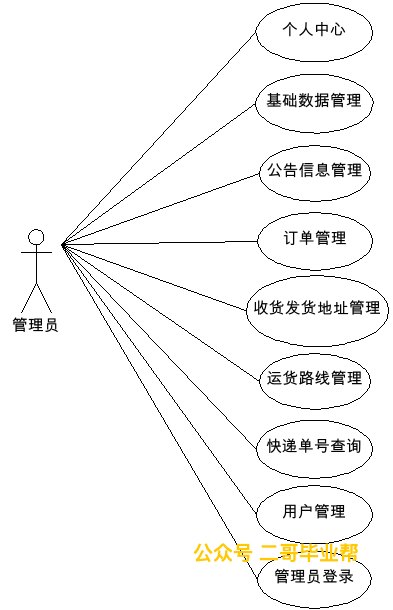 个人中心
基础数据管理
公告信息管理
订单管理
收货发货地址管理
管理员
运货路线管理
快递单号查询
用户管理
公众号 二哥毕业帮
管理员登录